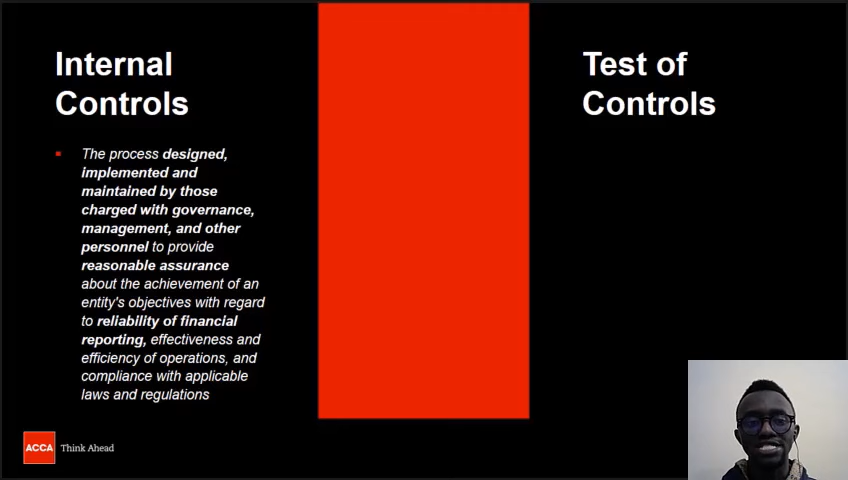 Internal
Controls
The process designed,
implemented and
maintained by those
charged with governance,
management, and other
personnel to provide
reasonable assurance
about the achievement of an
entity's objectives with regard
to reliability of financial
reporting, effectiveness and
efficiency of operations, and
compliance with applicable
laws and regulations
Test of
Controls
ACCA Think Ahead